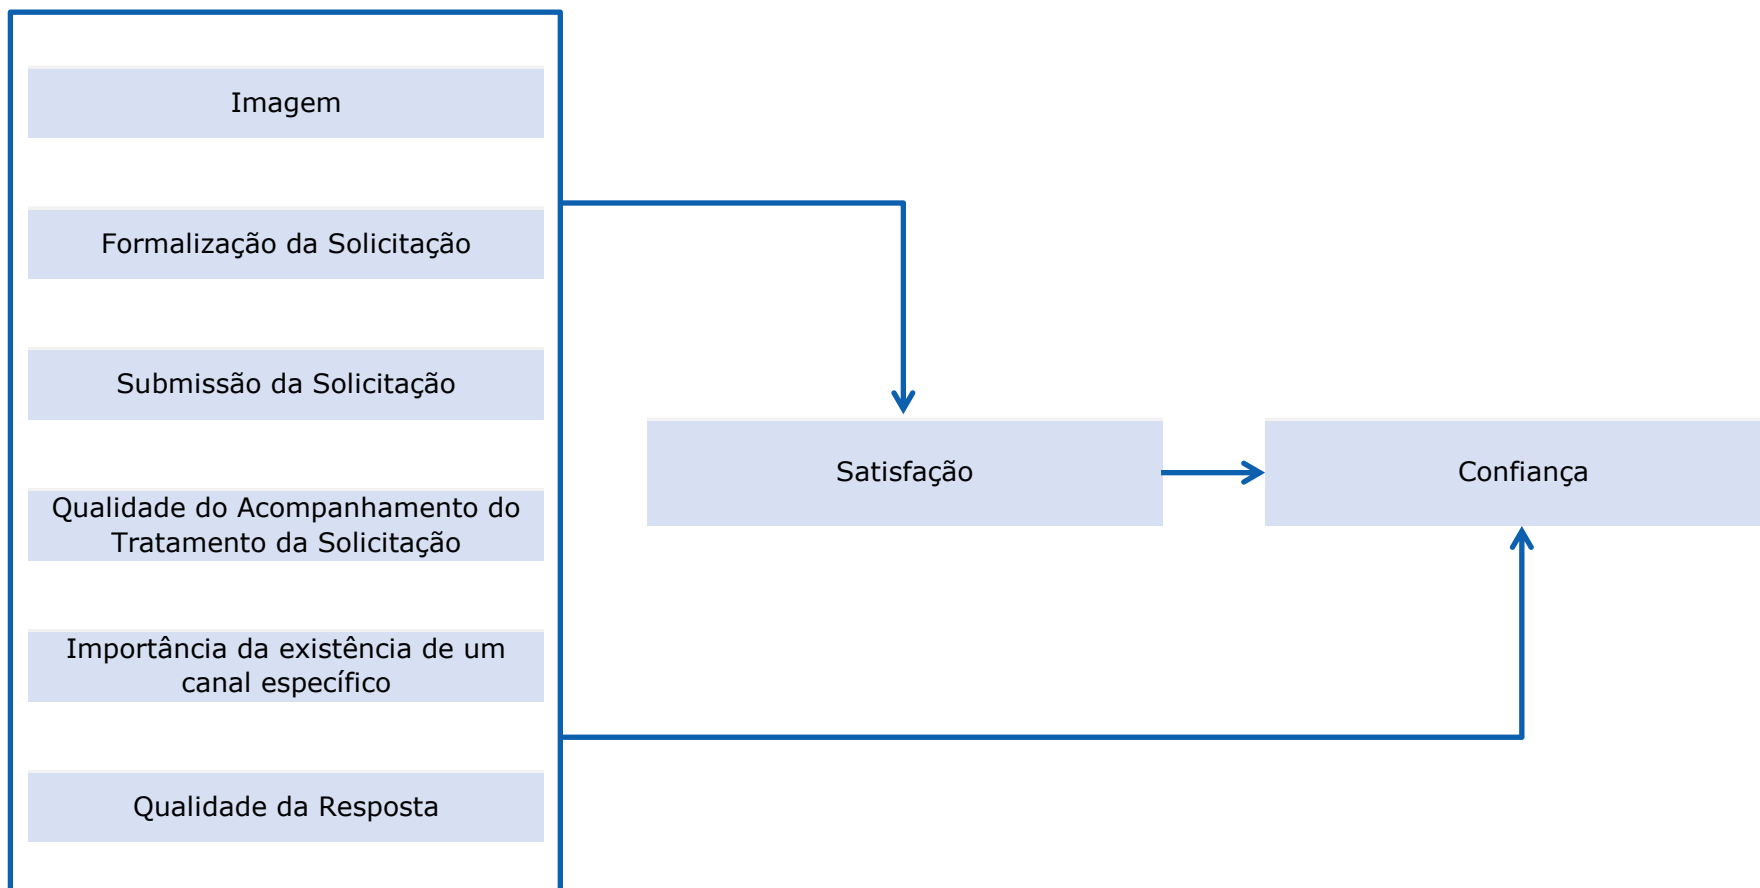 Imagem
Formalização da Solicitação
Submissão da Solicitação
Qualidade do Acompanhamento do
Tratamento da Solicitação
Importância da existência de um
canal específico
Qualidade da Resposta
Satisfação
Confiança